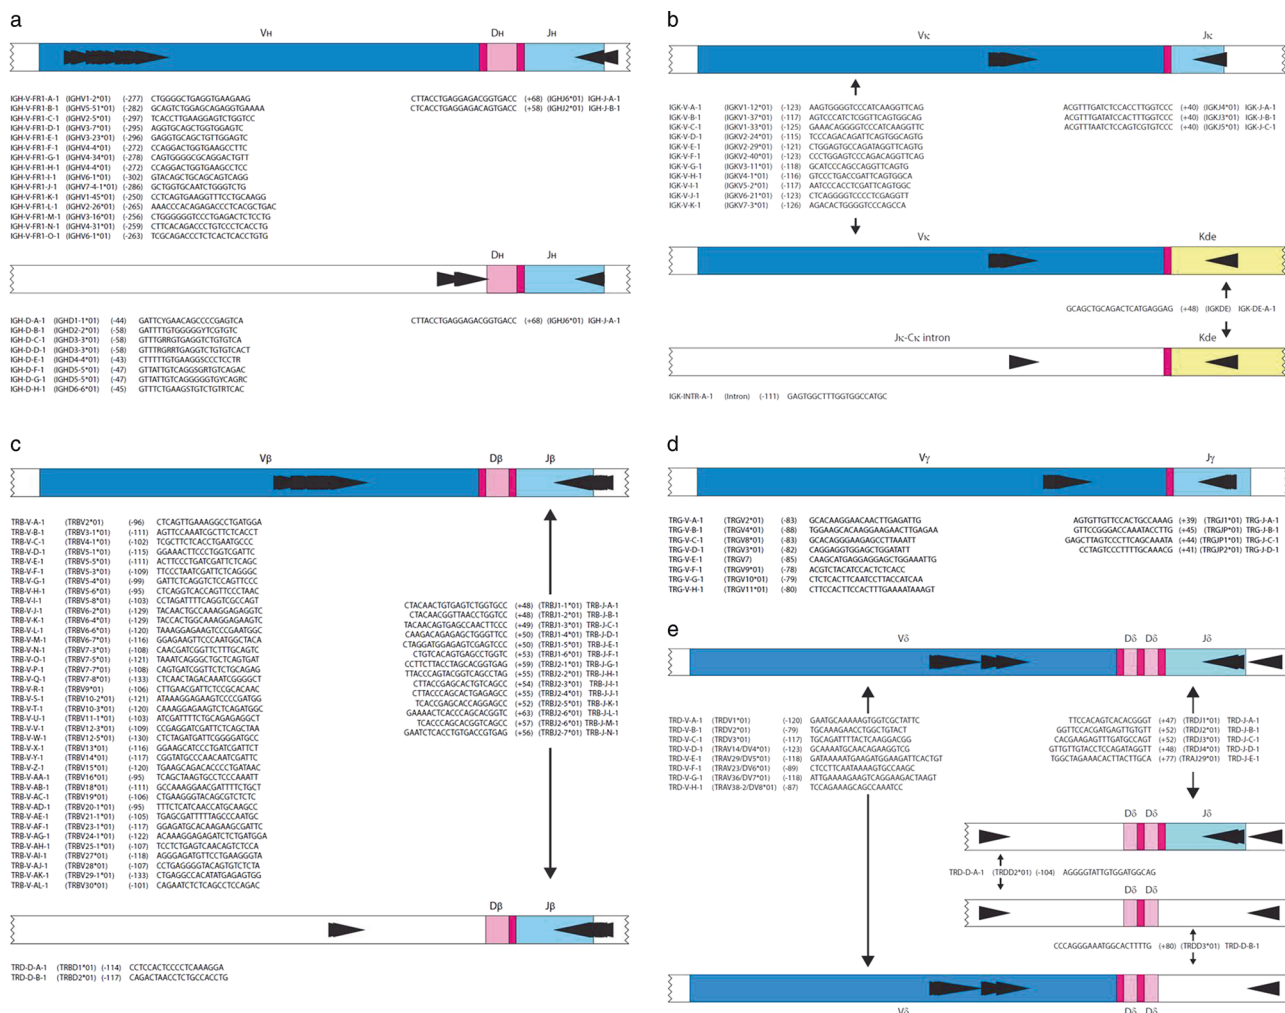 a
VH DH JH
IGH-V-FR1-A-1 (IGHV1-2*01) (-277) CTGGGGCTGAGGTGAAGAAG
IGH-V-FR1-B-1 (IGHV5-51*01) (-282) GCAGTCTGGAGCAGAGGTGAAAA
IGH-V-FR1-C-1 (IGHV2-5*01) (-297) TCACCTTGAAGGAGTCTGGTCC
IGH-V-FR1-D-1 (IGHV3-7*01) (-295) AGGTGCAGCTGGTGGAGTC
IGH-V-FR1-E-1 (IGHV3-23*01) (-296) GAGGTGCAGCTGTTGGAGTC
IGH-V-FR1-F-1 (IGHV4-4*01) (-272) CCAGGACTGGTGAAGCCTTC
IGH-V-FR1-G-1 (IGHV4-34*01) (-278) CAGTGGGGCGCAGGACTGTT
IGH-V-FR1-H-1 (IGHV4-4*01) (-272) CCAGGACTGGTGAAGCCTCC
IGH-V-FR1-I-1 (IGHV6-1*01) (-302) GTACAGCTGCAGCAGTCAGG
IGH-V-FR1-J-1 (IGHV7-4-1*01) (-286) GCTGGTGCAATCTGGGTCTG
IGH-V-FR1-K-1 (IGHV1-45*01) (-250) CCTCAGTGAAGGTTTCCTGCAAGG
IGH-V-FR1-L-1 (IGHV2-26*01) (-265) AAACCCACAGAGACCCTCACGCTGAC
IGH-V-FR1-M-1 (IGHV3-16*01) (-256) CTGGGGGGTCCCTGAGACTCTCCTG
IGH-V-FR1-N-1 (IGHV4-31*01) (-259) CTTCACAGACCCTGTCCCTCACCTG
IGH-V-FR1-O-1 (IGHV6-1*01) (-263) TCGCAGACCCTCTCACTCACCTGTG
CTTACCTGAGGAGACGGTGACC (+68) (IGHJ6*01) IGH-J-A-1
CTCACCTGAGGAGACAGTGACC (+58) (IGHJ2*01) IGH-J-B-1
DH JH
IGH-D-A-1 (IGHD1-1*01) (-44) GATTCYGAACAGCCCCGAGTCA
IGH-D-B-1 (IGHD2-2*01) (-58) GATTTTGTGGGGGYTCGTGTC
IGH-D-C-1 (IGHD3-3*01) (-58) GTTTGRRGTGAGGTCTGTGTCA
IGH-D-D-1 (IGHD3-3*01) (-58) GTTTRGRRTGAGGTCTGTGTCACT
IGH-D-E-1 (IGHD4-4*01) (-43) CTTTTTGTGAAGGSCCCTCCTR
IGH-D-F-1 (IGHD5-5*01) (-47) GTTATTGTCAGGSGRTGTCAGAC
IGH-D-G-1 (IGHD5-5*01) (-47) GTTATTGTCAGGGGGTGYCAGRC
IGH-D-H-1 (IGHD6-6*01) (-45) GTTTCTGAAGSTGTCTGTRTCAC
CTTACCTGAGGAGACGGTGACC (+68) (IGHJ6*01) IGH-J-A-1
b
Vκ Jκ
IGK-V-A-1 (IGKV1-12*01) (-123) AAGTGGGGTCCCATCAAGGTTCAG
IGK-V-B-1 (IGKV1-37*01) (-117) AGTCCCATCTCGGTTCAGTGGCAG
IGK-V-C-1 (IGKV1-33*01) (-125) GAAACAGGGGTCCCATCAAGGTTC
IGK-V-D-1 (IGKV2-24*01) (-115) TCCCAGACAGATTCAGTGGCAGTG
IGK-V-E-1 (IGKV2-29*01) (-121) CTGGAGTGCCAGATAGGTTCAGTG
IGK-V-F-1 (IGKV2-40*01) (-123) CCCTGGAGTCCCAGACAGGTTCAG
IGK-V-G-1 (IGKV3-11*01) (-118) GCATCCCAGCCAGGTTCAGTG
IGK-V-H-1 (IGKV4-1*01) (-116) GTCCCTGACCGATTCAGTGGCA
IGK-V-I-1 (IGKV5-2*01) (-117) AATCCCACCTCGATTCAGTGGC
IGK-V-J-1 (IGKV6-21*01) (-123) CTCAGGGGTCCCCTCGAGGTT
IGK-V-K-1 (IGKV7-3*01) (-126) AGACACTGGGGTCCCAGCCA
ACGTTTGATCTCCACCTTGGTCCC (+40) (IGKJ4*01) IGK-J-A-1
ACGTTTGATATCCACTTTGGTCCC (+40) (IGKJ3*01) IGK-J-B-1
ACGTTTAATCTCCAGTCGTGTCCC (+40) (IGKJ5*01) IGK-J-C-1
Vκ Kde
GCAGCTGCAGACTCATGAGGAG (+48) (IGKDE) IGK-DE-A-1
Jκ-Cκ intron Kde
IGK-INTR-A-1 (Intron) (-111) GAGTGGCTTTGGTGGCCATGC
c
Vβ Dβ Jβ
TRB-V-A-1 (TRBV2*01) (-96) CTCAGTTGAAAGGCCTGATGGA
TRB-V-B-1 (TRBV3-1*01) (-111) AGTTCCAAATCGCTTCTCACCT
TRB-V-C-1 (TRBV4-1*01) (-102) TCGCTTCTCACCTGAATGCCC
TRB-V-D-1 (TRBV5-1*01) (-115) GGAAACTTCCCTGGTCGATTC
TRB-V-E-1 (TRBV5-5*01) (-111) ACTTCCCTGATCGATTCTCAGC
TRB-V-F-1 (TRBV5-3*01) (-109) TTCCCTAATCGATTCTCAGGGC
TRB-V-G-1 (TRBV5-4*01) (-99) GATTCTCAGGTCTCCAGTTCCC
TRB-V-H-1 (TRBV5-6*01) (-95) CTCAGGTCACCAGTTCCCTAAC
TRB-V-I-1 (TRBV5-8*01) (-103) CCTAGATTTTCAGGTCGCCAGT
TRB-V-J-1 (TRBV6-2*01) (-129) TACAACTGCCAAAGGAGAGGTC
TRB-V-K-1 (TRBV6-4*01) (-129) TACCACTGGCAAAGGAGAAGTC
TRB-V-L-1 (TRBV6-6*01) (-120) TAAAGGAGAAGTCCCGAATGGC
TRB-V-M-1 (TRBV6-7*01) (-116) GGAGAAGTTCCCAATGGCTACA
TRB-V-N-1 (TRBV7-3*01) (-108) CAACGATCGGTTCTTTGCAGTC
TRB-V-O-1 (TRBV7-5*01) (-121) TAAATCAGGGCTGCTCAGTGAT
TRB-V-P-1 (TRBV7-7*01) (-108) CAGTGATCGGTTCTCTGCAGAG
TRB-V-Q-1 (TRBV7-8*01) (-133) CTCAACTAGACAAATCGGGGCT
TRB-V-R-1 (TRBV9*01) (-106) CTTGAACGATTCTCCGCACAAC
TRB-V-S-1 (TRBV10-2*01) (-121) ATAAAGGAGAAGTCCCCGATGG
TRB-V-T-1 (TRBV10-3*01) (-120) CAAAGGAGAAGTCTCAGATGGC
TRB-V-U-1 (TRBV11-1*01) (-103) ATCGATTTTCTGCAGAGAGGCT
TRB-V-V-1 (TRBV12-3*01) (-109) CCGAGGATCGATTCTCAGCTAA
TRB-V-W-1 (TRBV12-5*01) (-130) CTCTAGATGATTCGGGGATGCC
TRB-V-X-1 (TRBV13*01) (-116) GGAAGCATCCCTGATCGATTCT
TRB-V-Y-1 (TRBV14*01) (-117) CGGTATGCCCAACAATCGATTC
TRB-V-Z-1 (TRBV15*01) (-120) TGAAGCAGACACCCCTGATAAC
TRB-V-AA-1 (TRBV16*01) (-95) TCAGCTAAGTGCCTCCCAAATT
TRB-V-AB-1 (TRBV18*01) (-111) GCCAAAGGAACGATTTTCTGCT
TRB-V-AC-1 (TRBV19*01) (-106) CTGAAGGGTACAGCGTCTCTC
TRB-V-AD-1 (TRBV20-1*01) (-95) TTTCTCATCAACCATGCAAGCC
TRB-V-AE-1 (TRBV21-1*01) (-105) TGAGCGATTTTTAGCCCAATGC
TRB-V-AF-1 (TRBV23-1*01) (-117) GGAGATGCACAAGAAGCGATTC
TRB-V-AG-1 (TRBV24-1*01) (-122) ACAAAGGAGAGATCTCTGATGGA
TRB-V-AH-1 (TRBV25-1*01) (-107) TCCTCTGAGTCAACAGTCTCCA
TRB-V-AI-1 (TRBV27*01) (-118) AGGGAGATGTTCCTGAAGGGTA
TRB-V-AJ-1 (TRBV28*01) (-107) CCTGAGGGGTACAGTGTCTCTA
TRB-V-AK-1 (TRBV29-1*01) (-133) CTGAGGCCACATATGAGAGTGG
TRB-V-AL-1 (TRBV30*01) (-101) CAGAATCTCTCAGCCTCCAGAC
CTACAACTGTGAGTCTGGTGCC (+48) (TRBJ1-1*01) TRB-J-A-1
CTACAACGGTTAACCTGGTCC (+48) (TRBJ1-2*01) TRB-J-B-1
TACAACAGTGAGCCAACTTCC (+49) (TRBJ1-3*01) TRB-J-C-1
CAAGACAGAGAGCTGGGTTCC (+50) (TRBJ1-4*01) TRB-J-D-1
CTAGGATGGAGAGTCGAGTCCC (+50) (TRBJ1-5*01) TRB-J-E-1
CTGTCACAGTGAGCCTGGTC (+53) (TRBJ1-6*01) TRB-J-F-1
CCTTCTTACCTAGCACGGTGAG (+59) (TRBJ2-1*01) TRB-J-G-1
TTACCCAGTACGGTCAGCCTAG (+55) (TRBJ2-2*01) TRB-J-H-1
CTTACCGAGCACTGTCAGCC (+54) (TRBJ2-3*01) TRB-J-I-1
CTTACCCAGCACTGAGAGCC (+55) (TRBJ2-4*01) TRB-J-J-1
TCACCGAGCACCAGGAGCC (+52) (TRBJ2-5*01) TRB-J-K-1
GAAAACTCACCCAGCACGGTC (+63) (TRBJ2-6*01) TRB-J-L-1
TCACCCAGCACGGTCAGCC (+57) (TRBJ2-6*01) TRB-J-M-1
GAATCTCACCTGTGACCGTGAG (+56) (TRBJ2-7*01) TRB-J-N-1
Dβ Jβ
TRD-D-A-1 (TRBD1*01) (-114) CCTCCACTCCCCTCAAAGGA
TRD-D-B-1 (TRBD2*01) (-117) CAGACTAACCTCTGCCACCTG
d
Vγ Jγ
TRG-V-A-1 (TRGV2*01) (-83) GCACAAGGAACAACTTGAGATTG
TRG-V-B-1 (TRGV4*01) (-88) TGGAAGCACAAGGAAGAACTTGAGAA
TRG-V-C-1 (TRGV8*01) (-83) GCACAGGGAAGAGCCTTAAATT
TRG-V-D-1 (TRGV3*01) (-82) CAGGAGGTGGAGCTGGATATT
TRG-V-E-1 (TRGV7) (-85) CAAGCATGAGGAGGAGCTGGAAATTG
TRG-V-F-1 (TRGV9*01) (-78) ACGTCTACATCCACTCTCACC
TRG-V-G-1 (TRGV10*01) (-79) CTCTCACTTCAATCCTTACCATCAA
TRG-V-H-1 (TRGV11*01) (-80) CTTCCACTTCCACTTTGAAAATAAAGT
AGTGTTGTTCCACTGCCAAAG (+39) (TRGJ1*01) TRG-J-A-1
GTTCCGGGACCAAATACCTTG (+44) (TRGJP*01) TRG-J-B-1
GAGCTTAGTCCCTTCAGCAAATA (+45) (TRGJP1*01) TRG-J-C-1
CCTAGTCCCTTTTGCAAACG (+41) (TRGJP2*01) TRG-J-D-1
e
Vδ Dδ Dδ Jδ
TRD-V-A-1 (TRDV1*01) (-120) GAATGCAAAAAGTGGTCGCTATTC
TRD-V-B-1 (TRDV2*01) (-79) TGCAAAGAACCTGGCTGTACT
TRD-V-C-1 (TRDV3*01) (-117) TGCAGATTTTACTCAAGGACGG
TRD-V-D-1 (TRAV14/DV4*01) (-123) GCAAAATGCAACAGAAGGTCG
TRD-V-E-1 (TRAV29/DV5*01) (-118) GATAAAAATGAAGATGGAAGATTCACTGT
TRD-V-F-1 (TRAV23/DV6*01) (-89) CTCCTTCAATAAAAGTGCCAAGC
TRD-V-G-1 (TRAV36/DV7*01) (-118) ATTGAAAAGAAGTCAGGAAGACTAAGT
TRD-V-H-1 (TRAV38-2/DV8*01) (-87) TCCAGAAAGCAGCCAAATCC
TTCCACAGTCACACGGGT (+47) (TRDJ1*01) TRD-J-A-1
GGTTCCACGATGAGTTGTGTT (+52) (TRDJ2*01) TRD-J-B-1
CACGAAGAGTTTGATGCCAGT (+52) (TRDJ3*01) TRD-J-C-1
GTTGTTGTACCTCCAGATAGGTT (+48) (TRDJ4*01) TRD-J-D-1
TGGCTAGAAACACTTACTTGCA (+77) (TRAJ29*01) TRD-J-E-1
Dδ Dδ Jδ
TRD-D-A-1 (TRDD2*01) (-104) AGGGGTATTGTGGATGGCAG
Dδ Dδ
CCCAGGGAAATGGCACTTTTG (+80) (TRDD3*01) TRD-D-B-1
Vδ Dδ Dδ